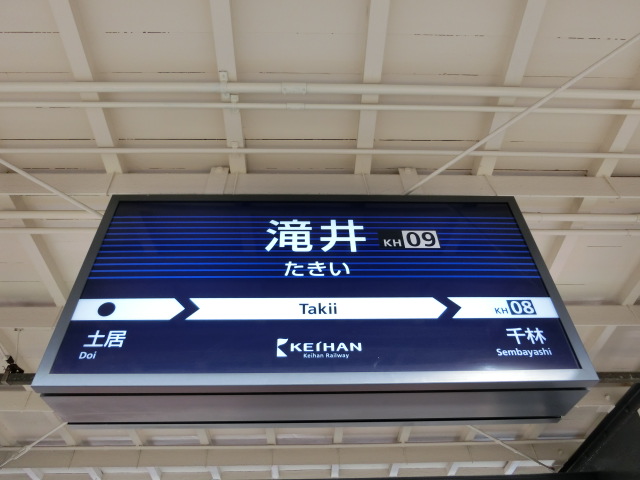 滝井 KH 09
たきい
Takii
KH 08
土居
Doi
千林
Sembayashi
KEIHAN
Keihan Railway